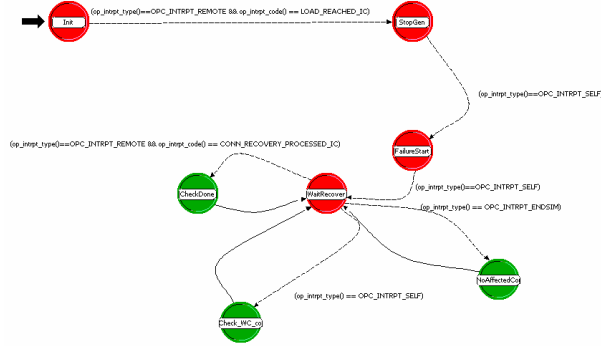 (op_intrpt_type()==OPC_INTRPT_REMOTE && op_intrpt_code() == LOAD_REACHED_IC)
Init
StopGen
(op_intrpt_type()==OPC_INTRPT_SELF
(op_intrpt_type()==OPC_INTRPT_REMOTE && op_intrpt_code() == CONN_RECOVERY_PROCESSED_IC)
FailureStart
(op_intrpt_type()==OPC_INTRPT_SELF)
CheckDone
WaitRecover
(op_intrpt_type() == OPC_INTRPT_ENDSIM)
NoAffectedCo
(op_intrpt_type() == OPC_INTRPT_SELF)
Check_WC_co